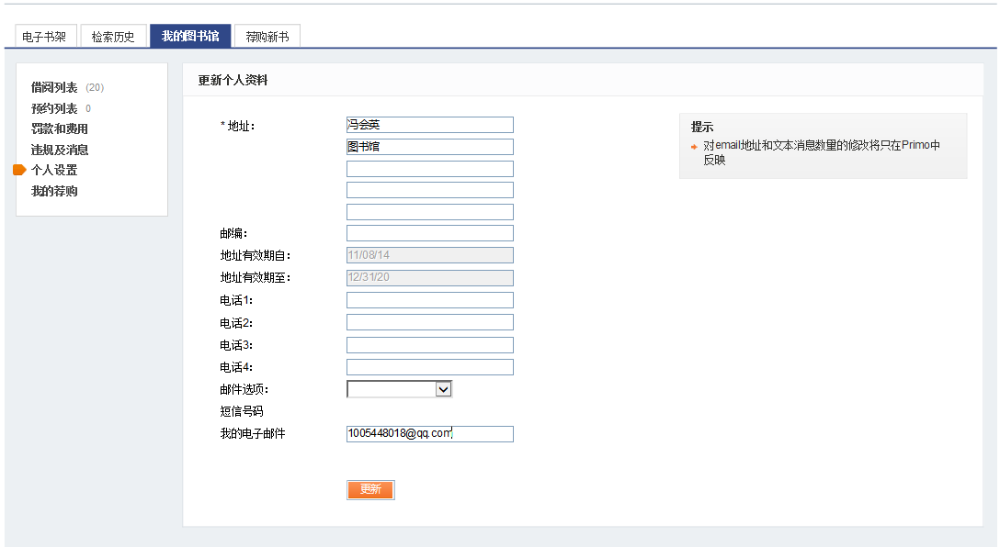 电子书架 检索历史 我的图书馆 荐购新书
借阅列表 (20)
预约列表 0
罚款和费用
违规及消息
个人设置
我的荐购
更新个人资料
* 地址： 冯会英
图书馆
邮编：
地址有效期自： 11/08/14
地址有效期至： 12/31/20
电话1：
电话2：
电话3：
电话4：
邮件选项：
短信号码
我的电子邮件 1005448018@qq.com
更新
提示
对email地址和文本消息数量的修改将只在Primo中
反映